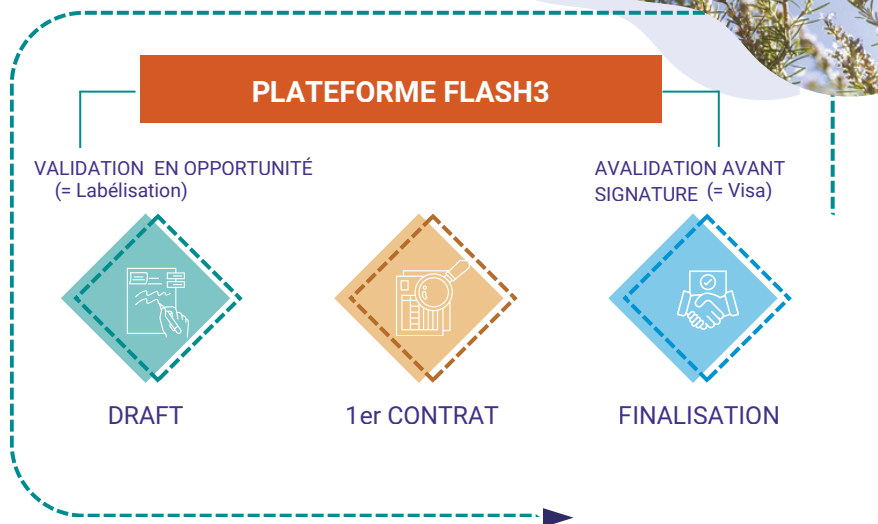 PLATEFORME FLASH3
VALIDATION EN OPPORTUNITÉ
(= Labélisation)
AVALIDATION AVANT
SIGNATURE (= Visa)
DRAFT
1er CONTRAT
FINALISATION